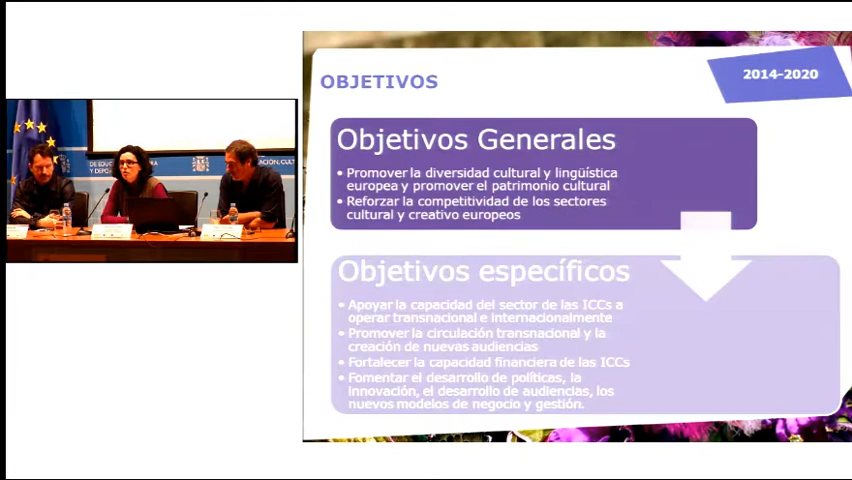 OBJETIVOS
2014-2020
Objetivos Generales
• Promover la diversidad cultural y lingüística
europea y promover el patrimonio cultural
• Reforzar la competitividad de los sectores
cultural y creativo europeos
Objetivos específicos
• Apoyar la capacidad del sector de las ICCs a
operar transnacional e internacionalmente
• Promover la circulación transnacional y la
creación de nuevas audiencias
• Fortalecer la capacidad financiera de las ICCs
• Fomentar el desarrollo de políticas, la
innovación, el desarrollo de audiencias, los
nuevos modelos de negocio y gestión.